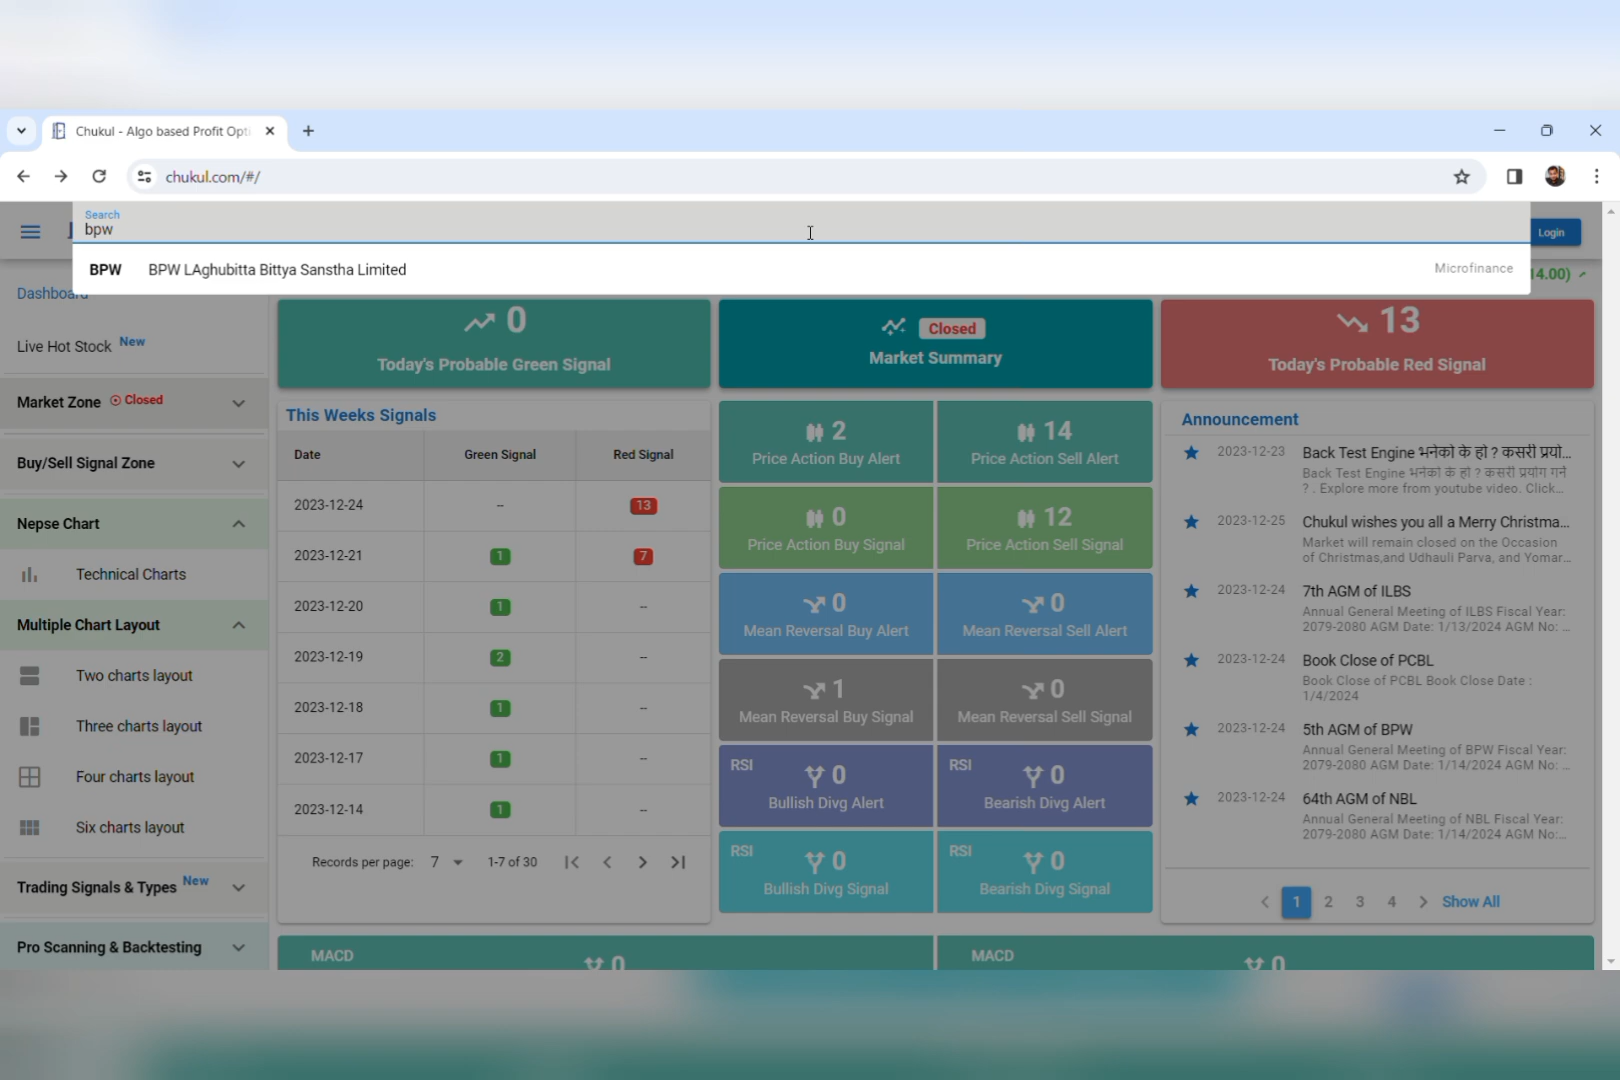 Chukul - Algo based Profit Opti
chukul.com/#/
Search
bpw
Login
BPW BPW LAghubitta Bittya Sanstha Limited Microfinance
14.00)
Dashboard
Live Hot Stock New
Market Zone Closed
Buy/Sell Signal Zone
Nepse Chart
Technical Charts
Multiple Chart Layout
Two charts layout
Three charts layout
Four charts layout
Six charts layout
Trading Signals & Types New
Pro Scanning & Backtesting
0
Today's Probable Green Signal
Closed
Market Summary
13
Today's Probable Red Signal
This Weeks Signals
Date Green Signal Red Signal
2023-12-24 -- 13
2023-12-21 1 7
2023-12-20 1 --
2023-12-19 2 --
2023-12-18 1 --
2023-12-17 1 --
2023-12-14 1 --
Records per page: 7 1-7 of 30
2
Price Action Buy Alert
14
Price Action Sell Alert
0
Price Action Buy Signal
12
Price Action Sell Signal
0
Mean Reversal Buy Alert
0
Mean Reversal Sell Alert
1
Mean Reversal Buy Signal
0
Mean Reversal Sell Signal
RSI 0
Bullish Divg Alert
RSI 0
Bearish Divg Alert
RSI 0
Bullish Divg Signal
RSI 0
Bearish Divg Signal
MACD 0
MACD 0
Announcement
2023-12-23 Back Test Engine भनेको के हो ? कसरी प्रयो...
Back Test Engine भनेको के हो ? कसरी प्रयोग गर्ने
? . Explore more from youtube video. Click...
2023-12-25 Chukul wishes you all a Merry Christma...
Market will remain closed on the Occasion
of Christmas,and Udhauli Parva, and Yomar...
2023-12-24 7th AGM of ILBS
Annual General Meeting of ILBS Fiscal Year:
2079-2080 AGM Date: 1/13/2024 AGM No: ...
2023-12-24 Book Close of PCBL
Book Close of PCBL Book Close Date :
1/4/2024
2023-12-24 5th AGM of BPW
Annual General Meeting of BPW Fiscal Year:
2079-2080 AGM Date: 1/14/2024 AGM No: ...
2023-12-24 64th AGM of NBL
Annual General Meeting of NBL Fiscal Year:
2079-2080 AGM Date: 1/14/2024 AGM No:...
1 2 3 4 Show All